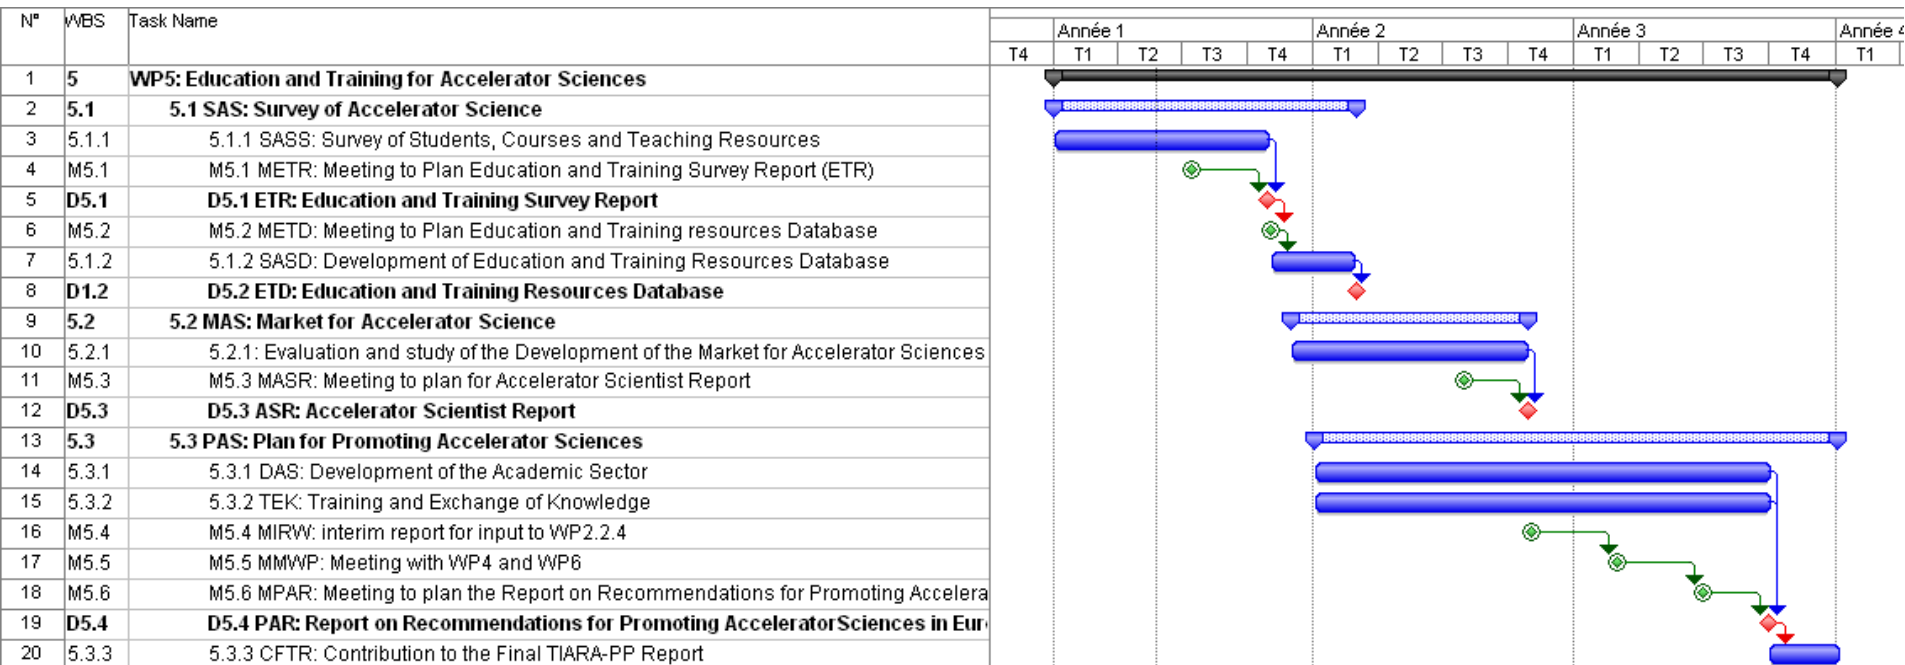 N° WBS Task Name
Année 1 Année 2 Année 3 Année 4
T4 T1 T2 T3 T4 T1 T2 T3 T4 T1 T2 T3 T4 T1
1 5 WP5: Education and Training for Accelerator Sciences
2 5.1 5.1 SAS: Survey of Accelerator Science
3 5.1.1 5.1.1 SASS: Survey of Students, Courses and Teaching Resources
4 M5.1 M5.1 METR: Meeting to Plan Education and Training Survey Report (ETR)
5 D5.1 D5.1 ETR: Education and Training Survey Report
6 M5.2 M5.2 METD: Meeting to Plan Education and Training resources Database
7 5.1.2 5.1.2 SASD: Development of Education and Training Resources Database
8 D1.2 D5.2 ETD: Education and Training Resources Database
9 5.2 5.2 MAS: Market for Accelerator Science
10 5.2.1 5.2.1: Evaluation and study of the Development of the Market for Accelerator Sciences
11 M5.3 M5.3 MASR: Meeting to plan for Accelerator Scientist Report
12 D5.3 D5.3 ASR: Accelerator Scientist Report
13 5.3 5.3 PAS: Plan for Promoting Accelerator Sciences
14 5.3.1 5.3.1 DAS: Development of the Academic Sector
15 5.3.2 5.3.2 TEK: Training and Exchange of Knowledge
16 M5.4 M5.4 MIRW: interim report for input to WP2.2.4
17 M5.5 M5.5 MMWP: Meeting with WP4 and WP6
18 M5.6 M5.6 MPAR: Meeting to plan the Report on Recommendations for Promoting Accelera
19 D5.4 D5.4 PAR: Report on Recommendations for Promoting AcceleratorSciences in Eur
20 5.3.3 5.3.3 CFTR: Contribution to the Final TIARA-PP Report